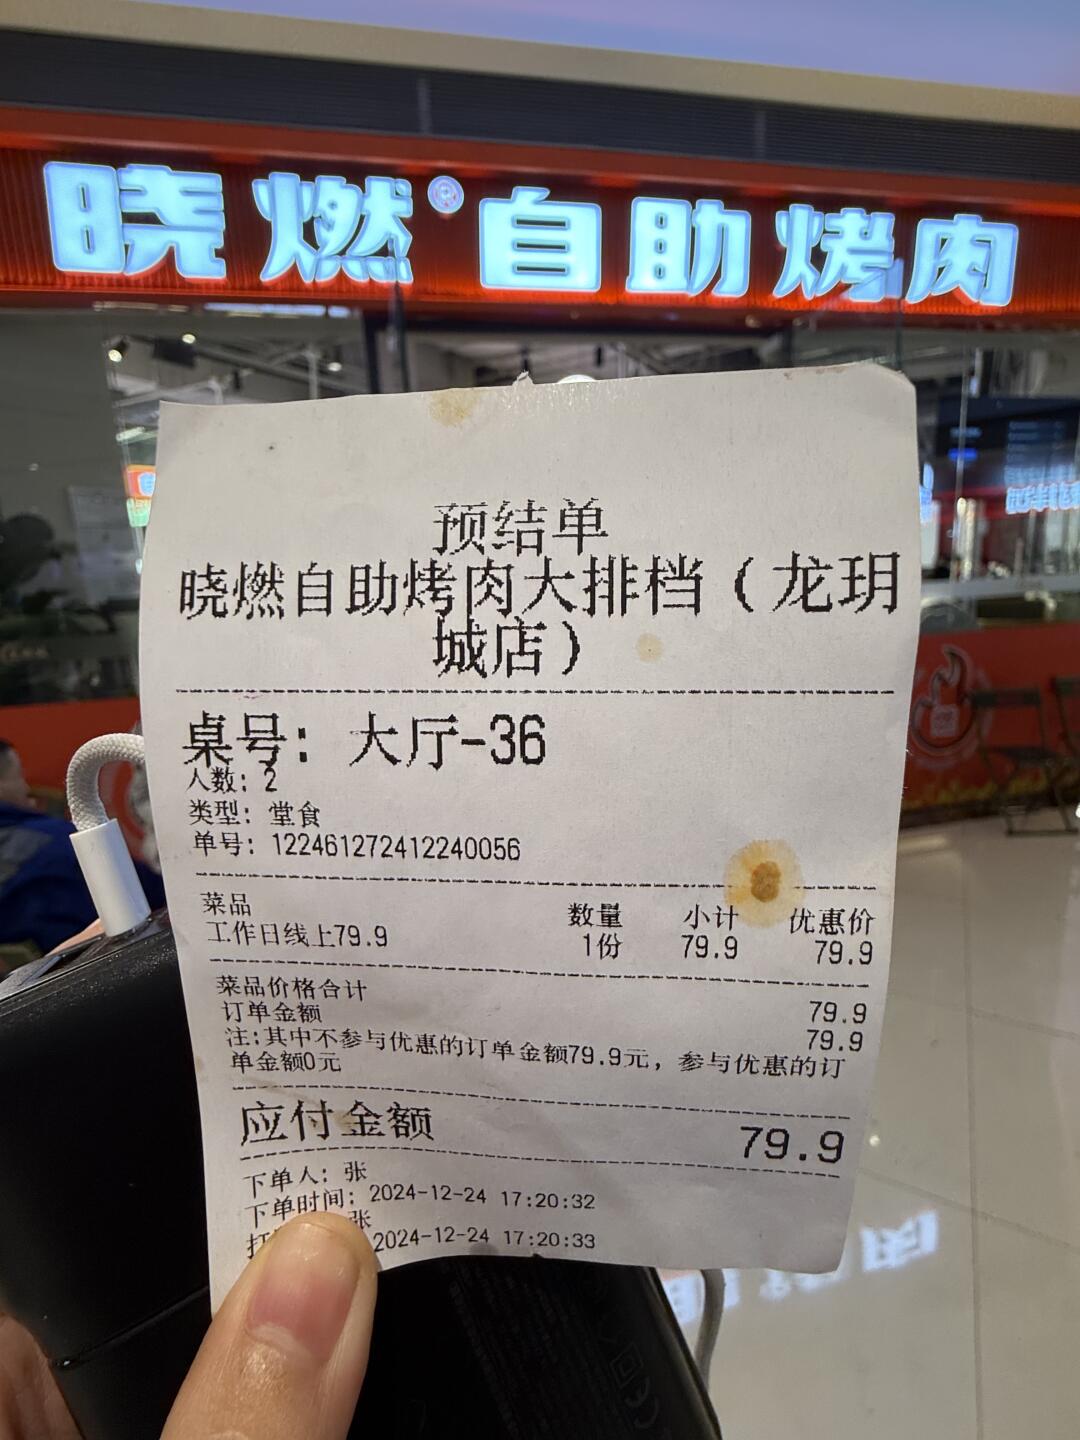 晓燃®自助烤肉
预结单
晓燃自助烤肉大排档（龙玥
城店）
桌号：大厅-36
人数：2
类型：堂食
单号：122461272412240056
菜品 数量 小计 优惠价
工作日线上79.9 1份 79.9 79.9
菜品价格合计 79.9
订单金额 79.9
注:其中不参与优惠的订单金额79.9元，参与优惠的订
单金额0元
应付金额 79.9
下单人：张
下单时间：2024-12-24 17:20:32
张
2024-12-24 17:20:33